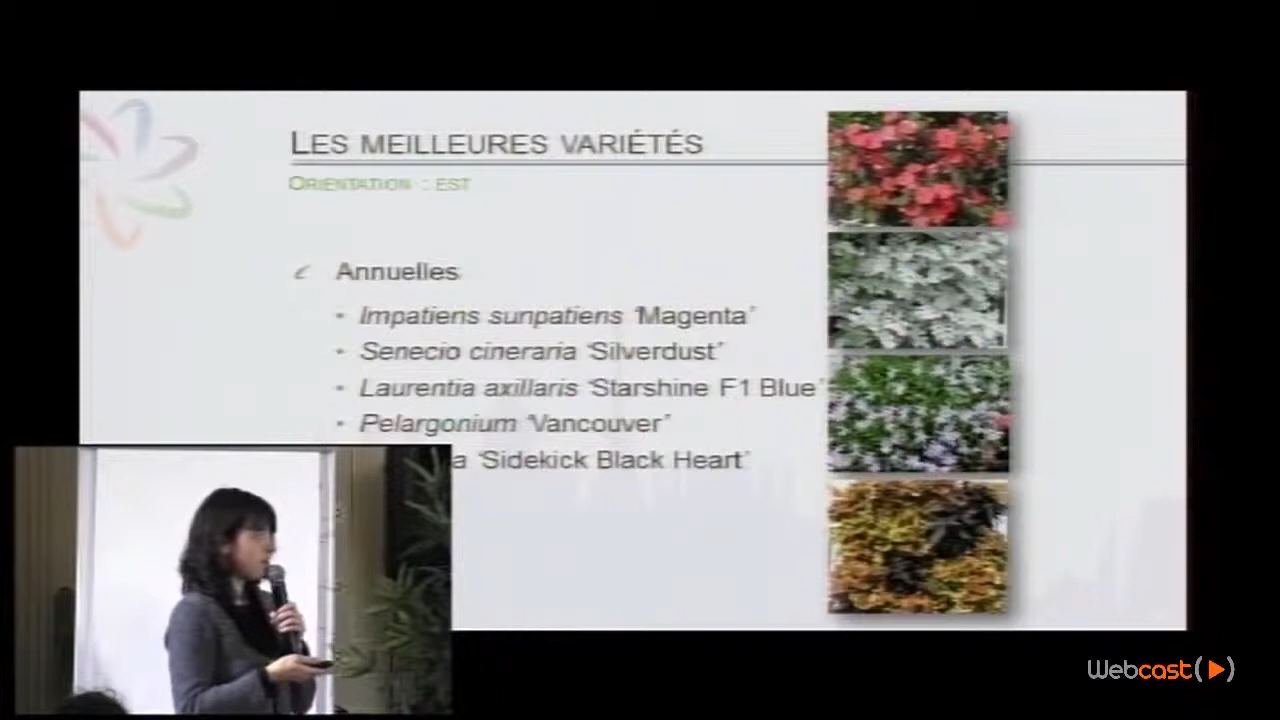 LES MEILLEURES VARIÉTÉS
ORIENTATION : EST
Annuelles
• Impatiens sunpatiens ‘Magenta’
• Senecio cineraria ‘Silverdust’
• Laurentia axillaris ‘Starshine F1 Blue’
• Pelargonium ‘Vancouver’
a ‘Sidekick Black Heart’
Webcast